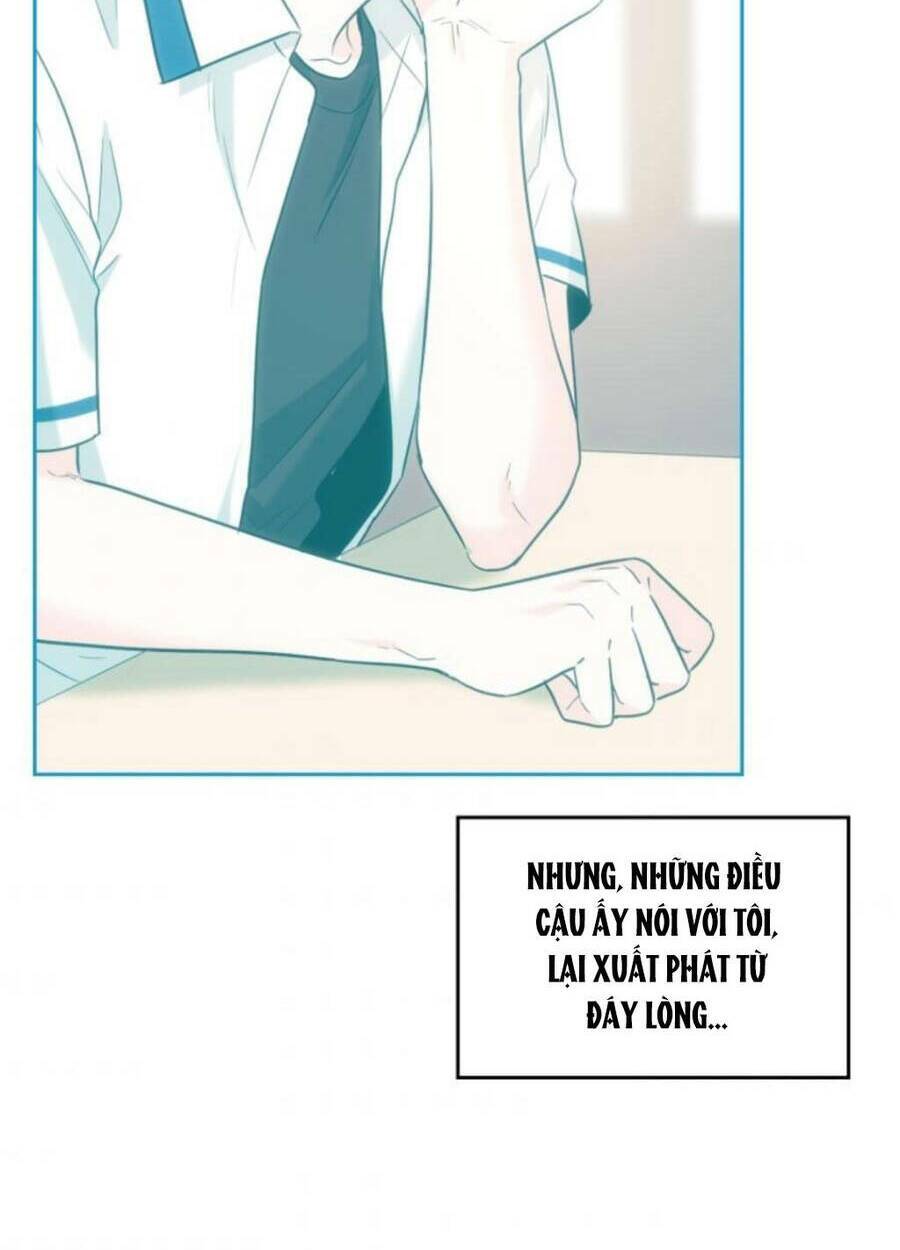 NHƯNG, NHỮNG ĐIỀU
CẬU ẤY NÓI VỚI TÔI,
LẠI XUẤT PHÁT TỪ
ĐÁY LÒNG...